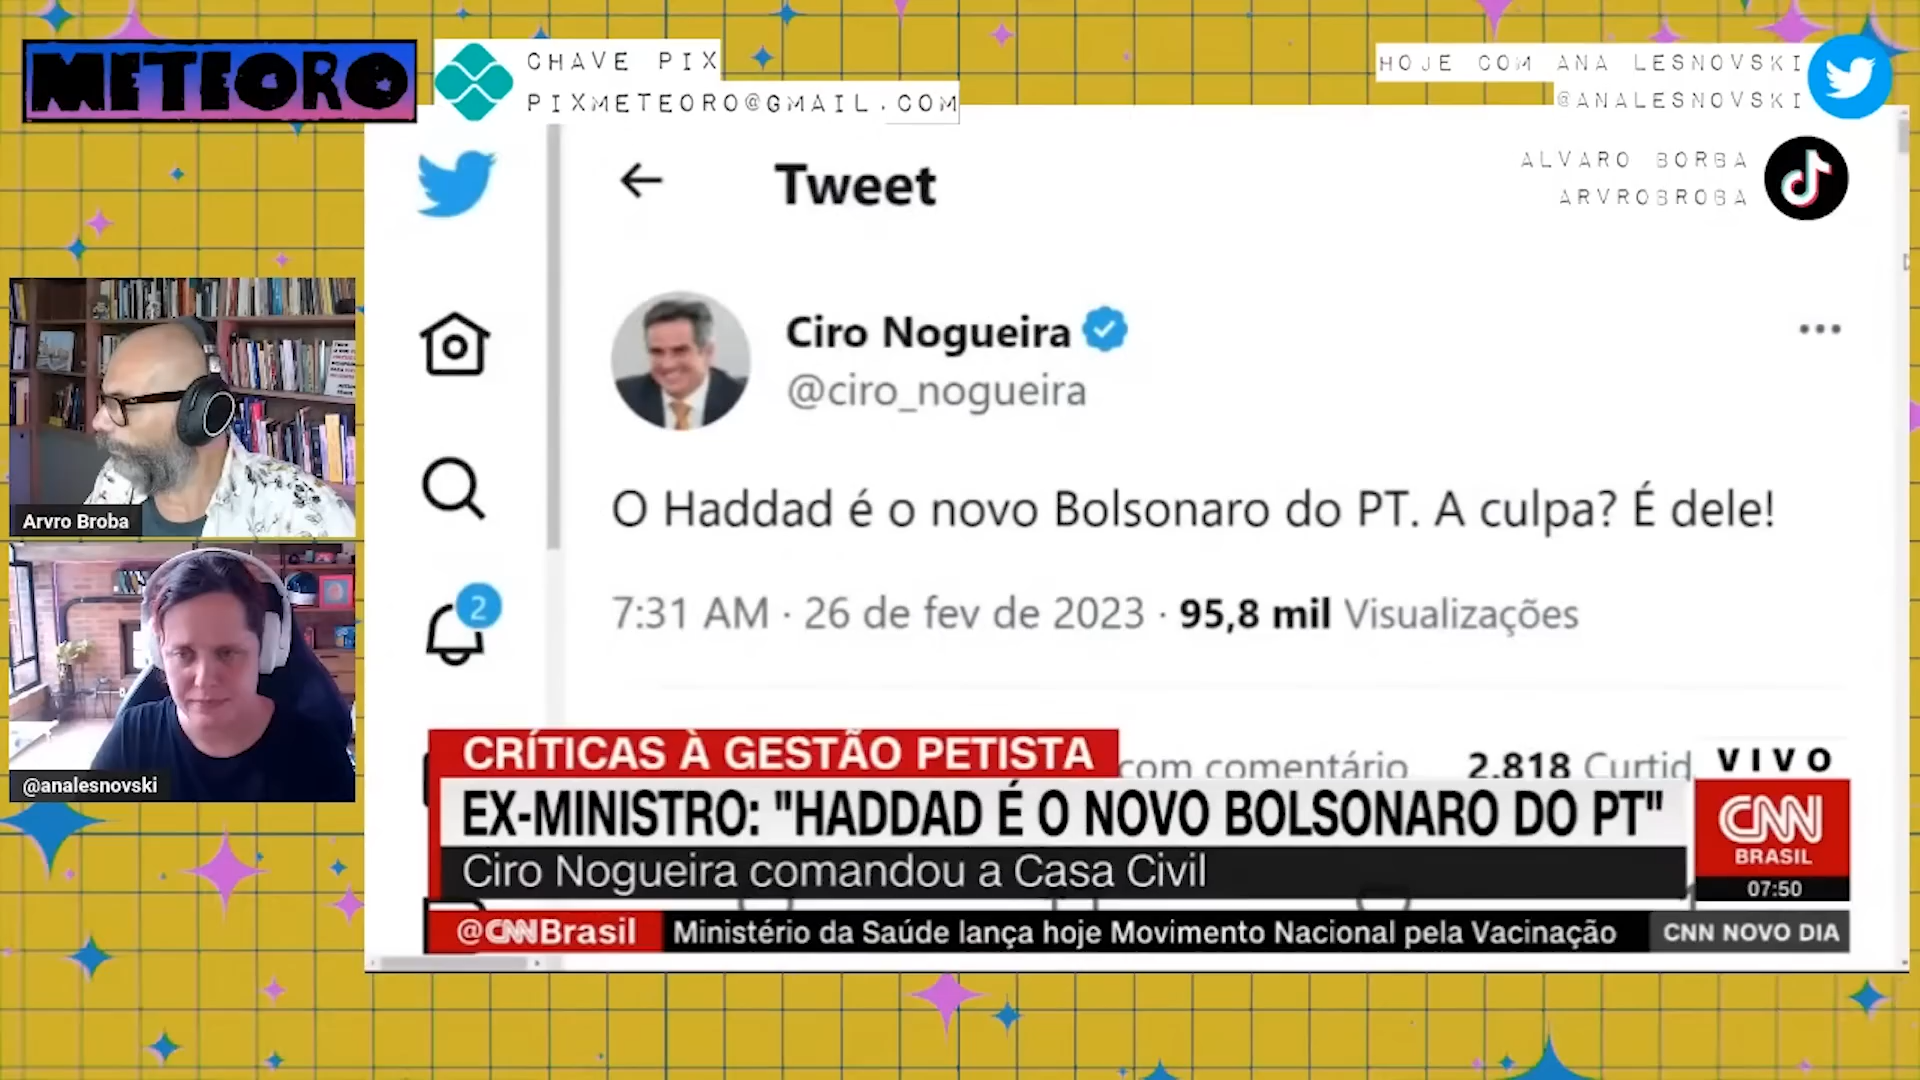 METEORO
CHAVE PIX
PIXMETEORO@GMAIL.COM
HOJE COM ANA LESNOVSKI
@ANALESNOVSKI
ALVARO BORBA
ARVROBROBA
Tweet
Ciro Nogueira
@ciro_nogueira
O Haddad é o novo Bolsonaro do PT. A culpa? É dele!
7:31 AM · 26 de fev de 2023 · 95,8 mil Visualizações
2
Arvro Broba
@analesnovski
com comentário 2.818 Curtid
CRÍTICAS À GESTÃO PETISTA
EX-MINISTRO: "HADDAD É O NOVO BOLSONARO DO PT"
Ciro Nogueira comandou a Casa Civil
VIVO
CNN
BRASIL
07:50
@CNNBrasil Ministério da Saúde lança hoje Movimento Nacional pela Vacinação
CNN NOVO DIA